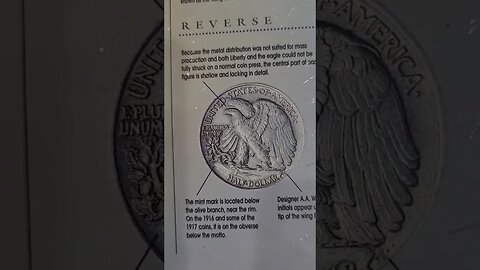 REVERSE
Because the metal distribution was not suited for mass
production and both Liberty and the eagle could not be
fully struck on a normal coin press, the central part of
figure is shallow and lacking in detail.
UNITED STATES OF AMERICA
E PLURIBUS
UNUM
HALF DOLLAR
The mint mark is located below
the olive branch, near the rim.
On the 1916 and some of the
1917 coins, it is on the obverse
below the motto.
Designer A.A. W
initials appear
tip of the wing